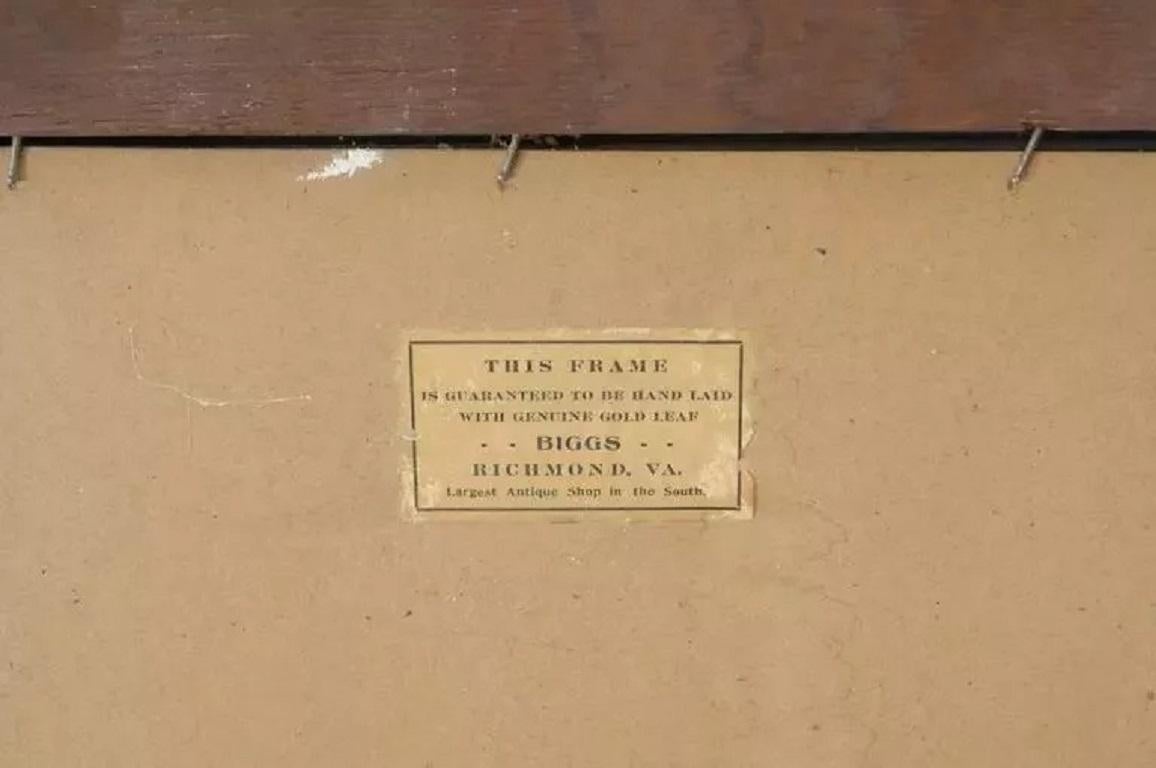 THIS FRAME
IS GUARANTEED TO BE HAND LAID
WITH GENUINE GOLD LEAF
- - BIGGS - -
RICHMOND, VA.
Largest Antique Shop in the South.